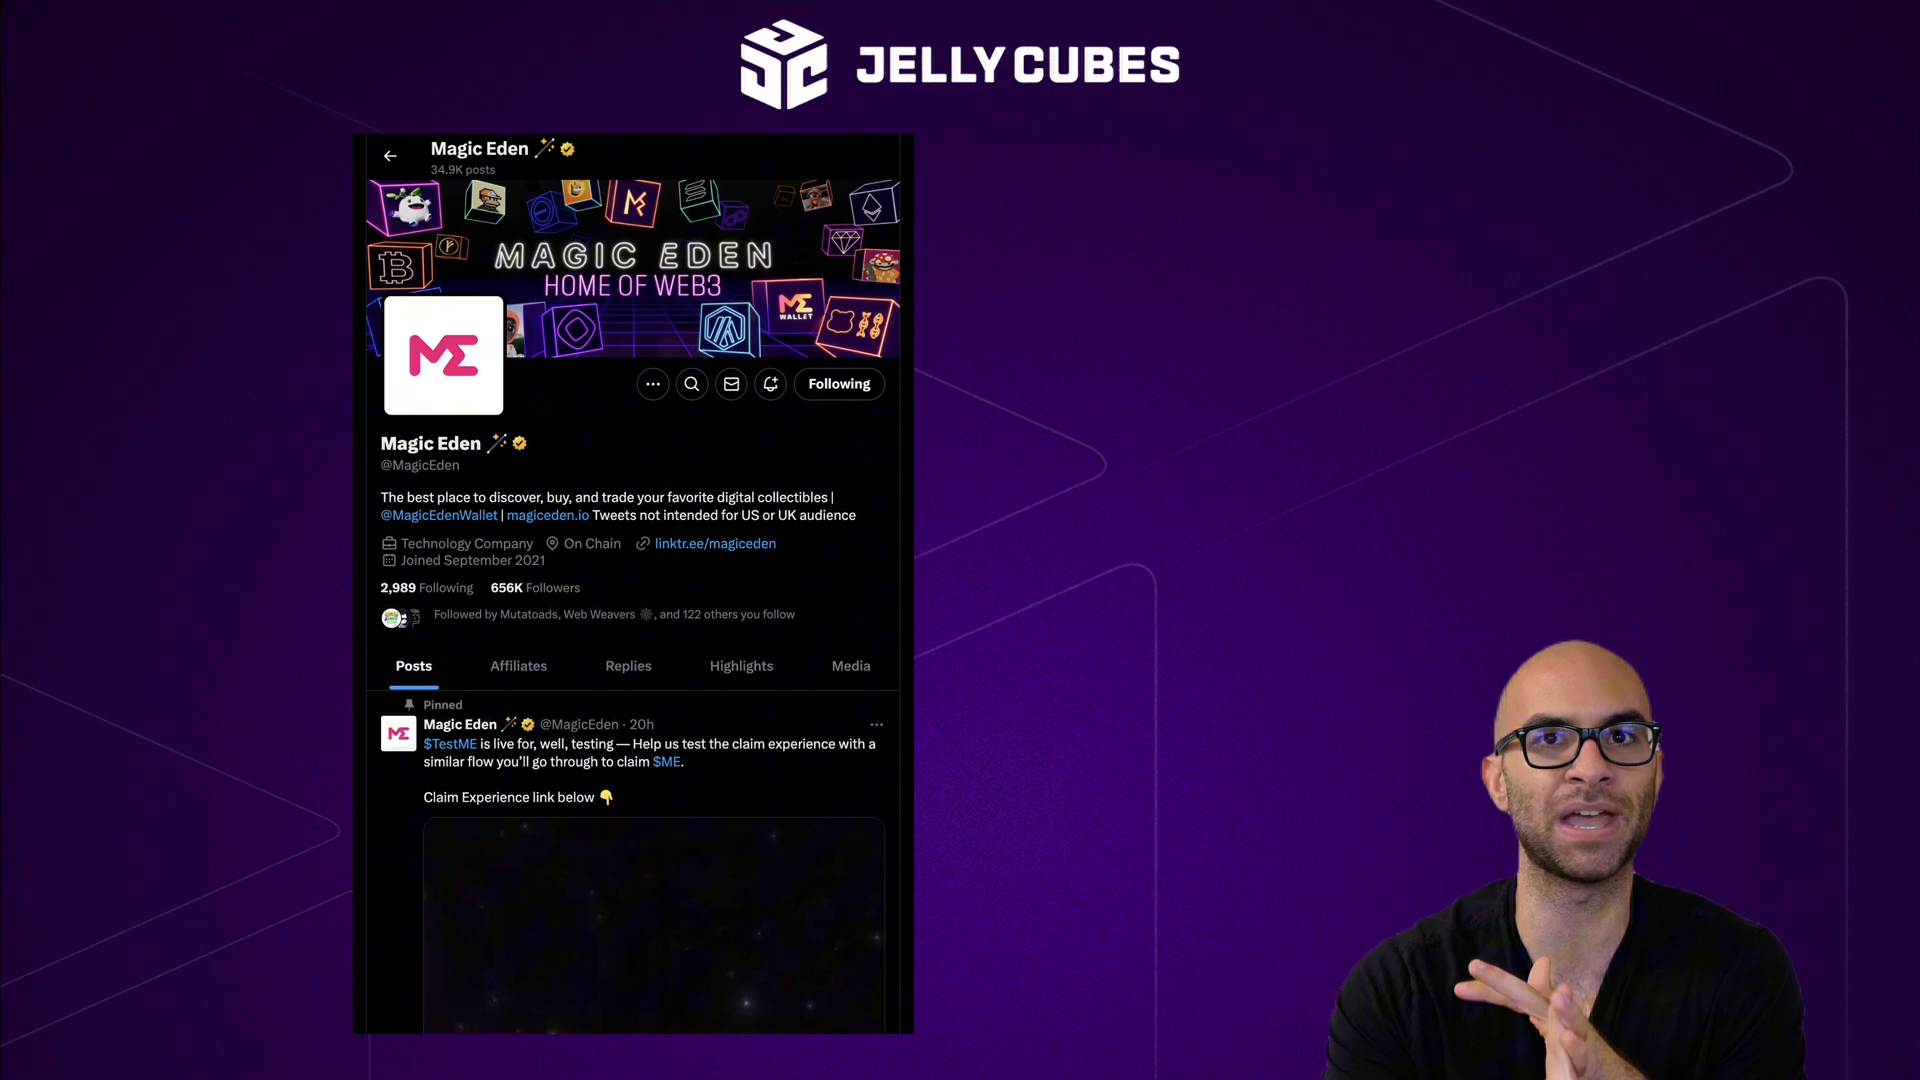 JELLY CUBES
Magic Eden
34.9K posts
MAGIC EDEN
HOME OF WEB3
ME
WALLET
ME
Following
Magic Eden
@MagicEden
The best place to discover, buy, and trade your favorite digital collectibles |
@MagicEdenWallet | magiceden.io Tweets not intended for US or UK audience
Technology Company On Chain linktr.ee/magiceden
Joined September 2021
2,989 Following 656K Followers
Followed by Mutatoads, Web Weavers 🕸, and 122 others you follow
Posts Affiliates Replies Highlights Media
Pinned
Magic Eden @MagicEden · 20h
ME
$TestME is live for, well, testing — Help us test the claim experience with a
similar flow you’ll go through to claim $ME.
Claim Experience link below 👇